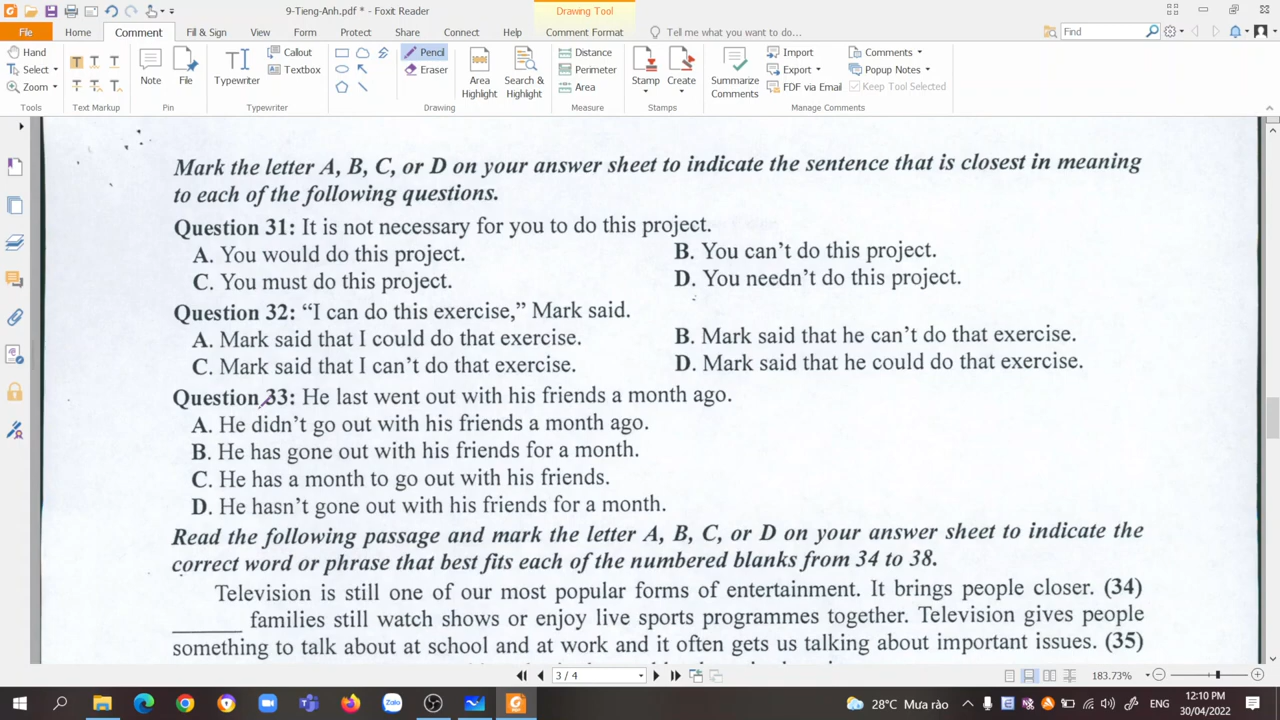 9-Tieng-Anh.pdf * - Foxit Reader
Drawing Tool
File Home Comment Fill & Sign View Form Protect Share Connect Help Comment Format Tell me what you want to do... Find
Hand Select Zoom Tools
Text Markup
Note File Pin
Typewriter Callout Textbox Typewriter
Pencil Eraser Drawing
Area Highlight Search & Highlight
Distance Perimeter Area Measure
Stamp Create Stamps
Summarize Comments Import Export FDF via Email Comments Popup Notes Keep Tool Selected Manage Comments
Mark the letter A, B, C, or D on your answer sheet to indicate the sentence that is closest in meaning
to each of the following questions.
Question 31: It is not necessary for you to do this project.
A. You would do this project. B. You can't do this project.
C. You must do this project. D. You needn't do this project.
Question 32: “I can do this exercise,” Mark said.
A. Mark said that I could do that exercise. B. Mark said that he can't do that exercise.
C. Mark said that I can't do that exercise. D. Mark said that he could do that exercise.
Question 33: He last went out with his friends a month ago.
A. He didn't go out with his friends a month ago.
B. He has gone out with his friends for a month.
C. He has a month to go out with his friends.
D. He hasn't gone out with his friends for a month.
Read the following passage and mark the letter A, B, C, or D on your answer sheet to indicate the
correct word or phrase that best fits each of the numbered blanks from 34 to 38.
Television is still one of our most popular forms of entertainment. It brings people closer. (34)
______ families still watch shows or enjoy live sports programmes together. Television gives people
something to talk about at school and at work and it often gets us talking about important issues. (35)
3 / 4
183.73%
Zalo
28°C Mưa rào
12:10 PM
30/04/2022